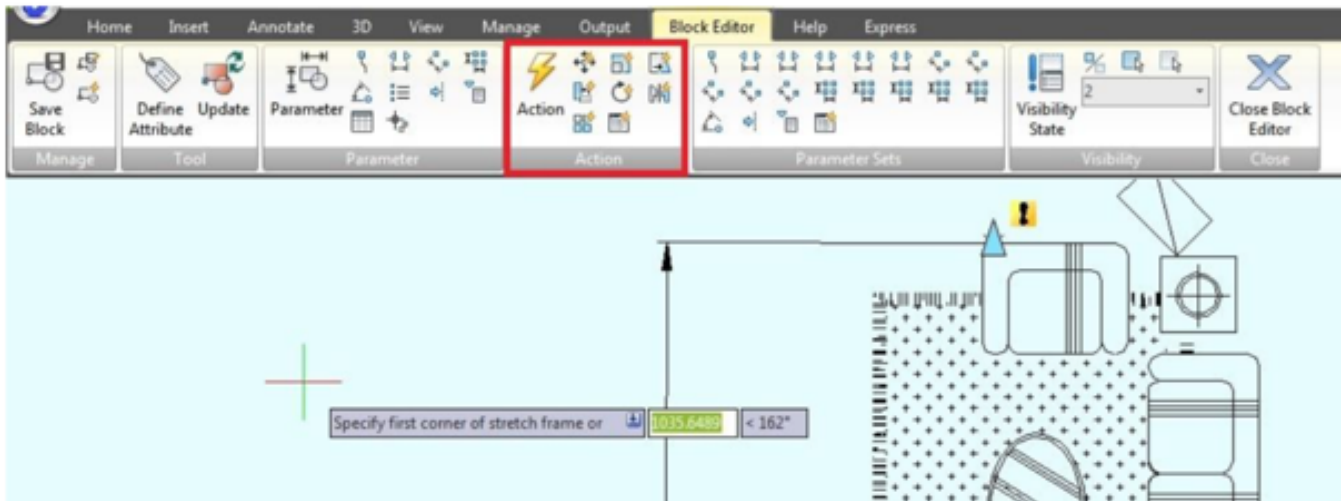 Home Insert Annotate 3D View Manage Output Block Editor Help Express
Save Block
Define Attribute
Update
Parameter
Action
2
Visibility State
Close Block Editor
Manage Tool Parameter Action Parameter Sets Visibility Close
Specify first corner of stretch frame or 1035.6489 < 162°